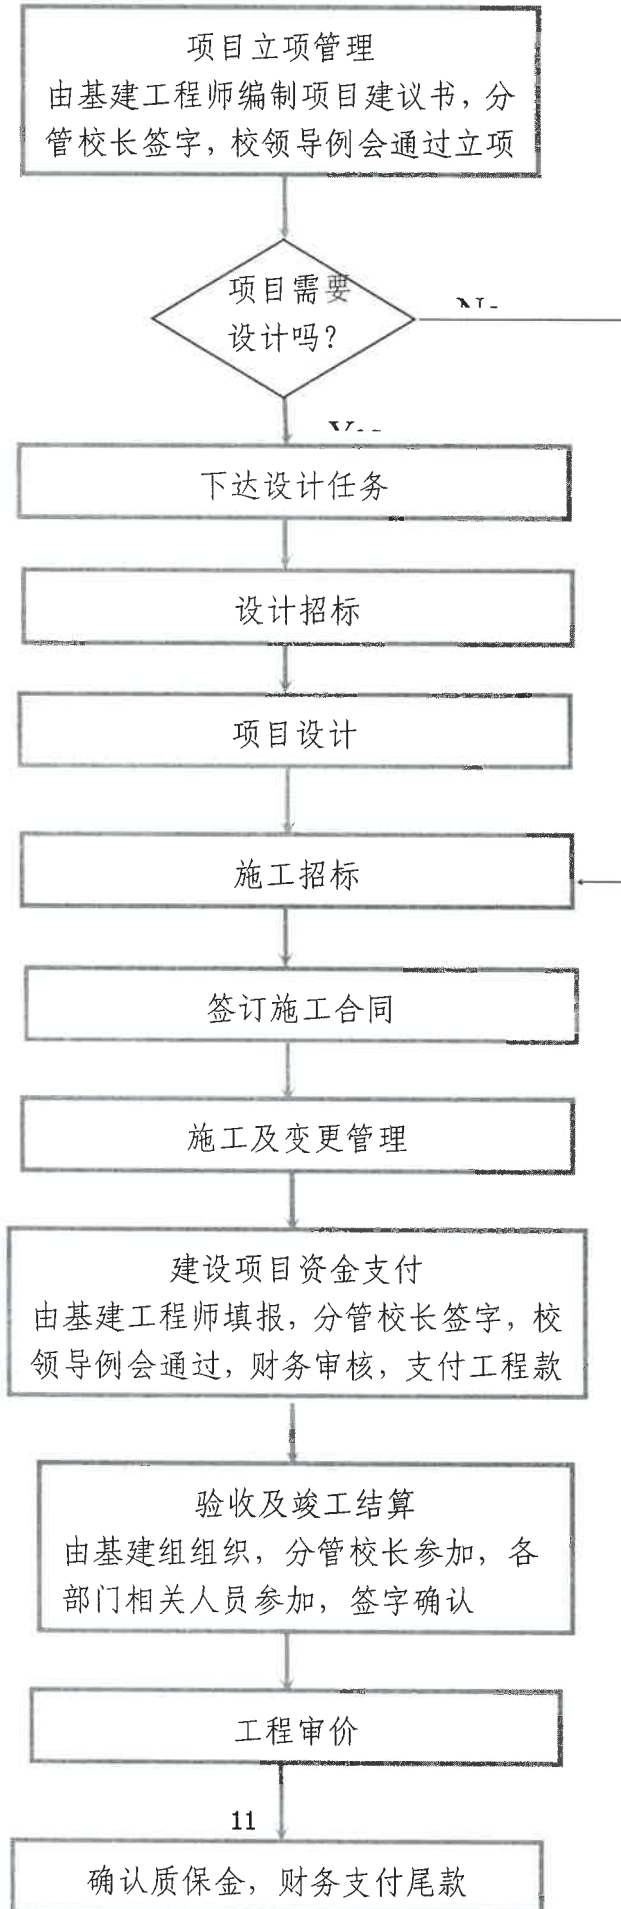 项目立项管理
由基建工程师编制项目建议书，分
管校长签字，校领导例会通过立项
项目需要
设计吗？
下达设计任务
设计招标
项目设计
施工招标
签订施工合同
施工及变更管理
建设项目资金支付
由基建工程师填报，分管校长签字，校
领导例会通过，财务审核，支付工程款
验收及竣工结算
由基建组组织，分管校长参加，各
部门相关人员参加，签字确认
工程审价
11
确认质保金，财务支付尾款